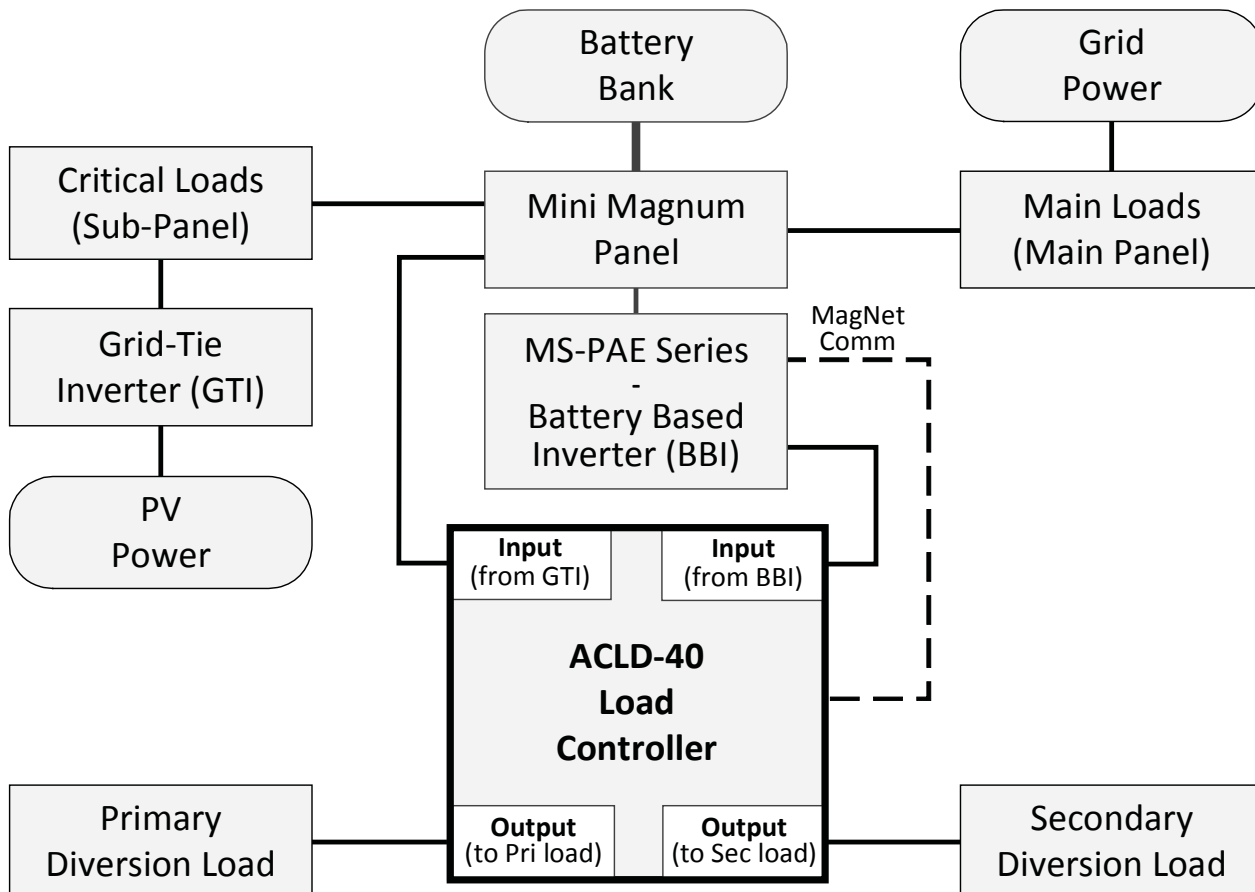 Battery
Bank
Grid
Power
Critical Loads
(Sub-Panel)
Mini Magnum
Panel
Main Loads
(Main Panel)
Grid-Tie
Inverter (GTI)
MS-PAE Series
-
Battery Based
Inverter (BBI)
MagNet
Comm
PV
Power
Input
(from GTI)
Input
(from BBI)
ACLD-40
Load
Controller
Primary
Diversion Load
Output
(to Pri load)
Output
(to Sec load)
Secondary
Diversion Load